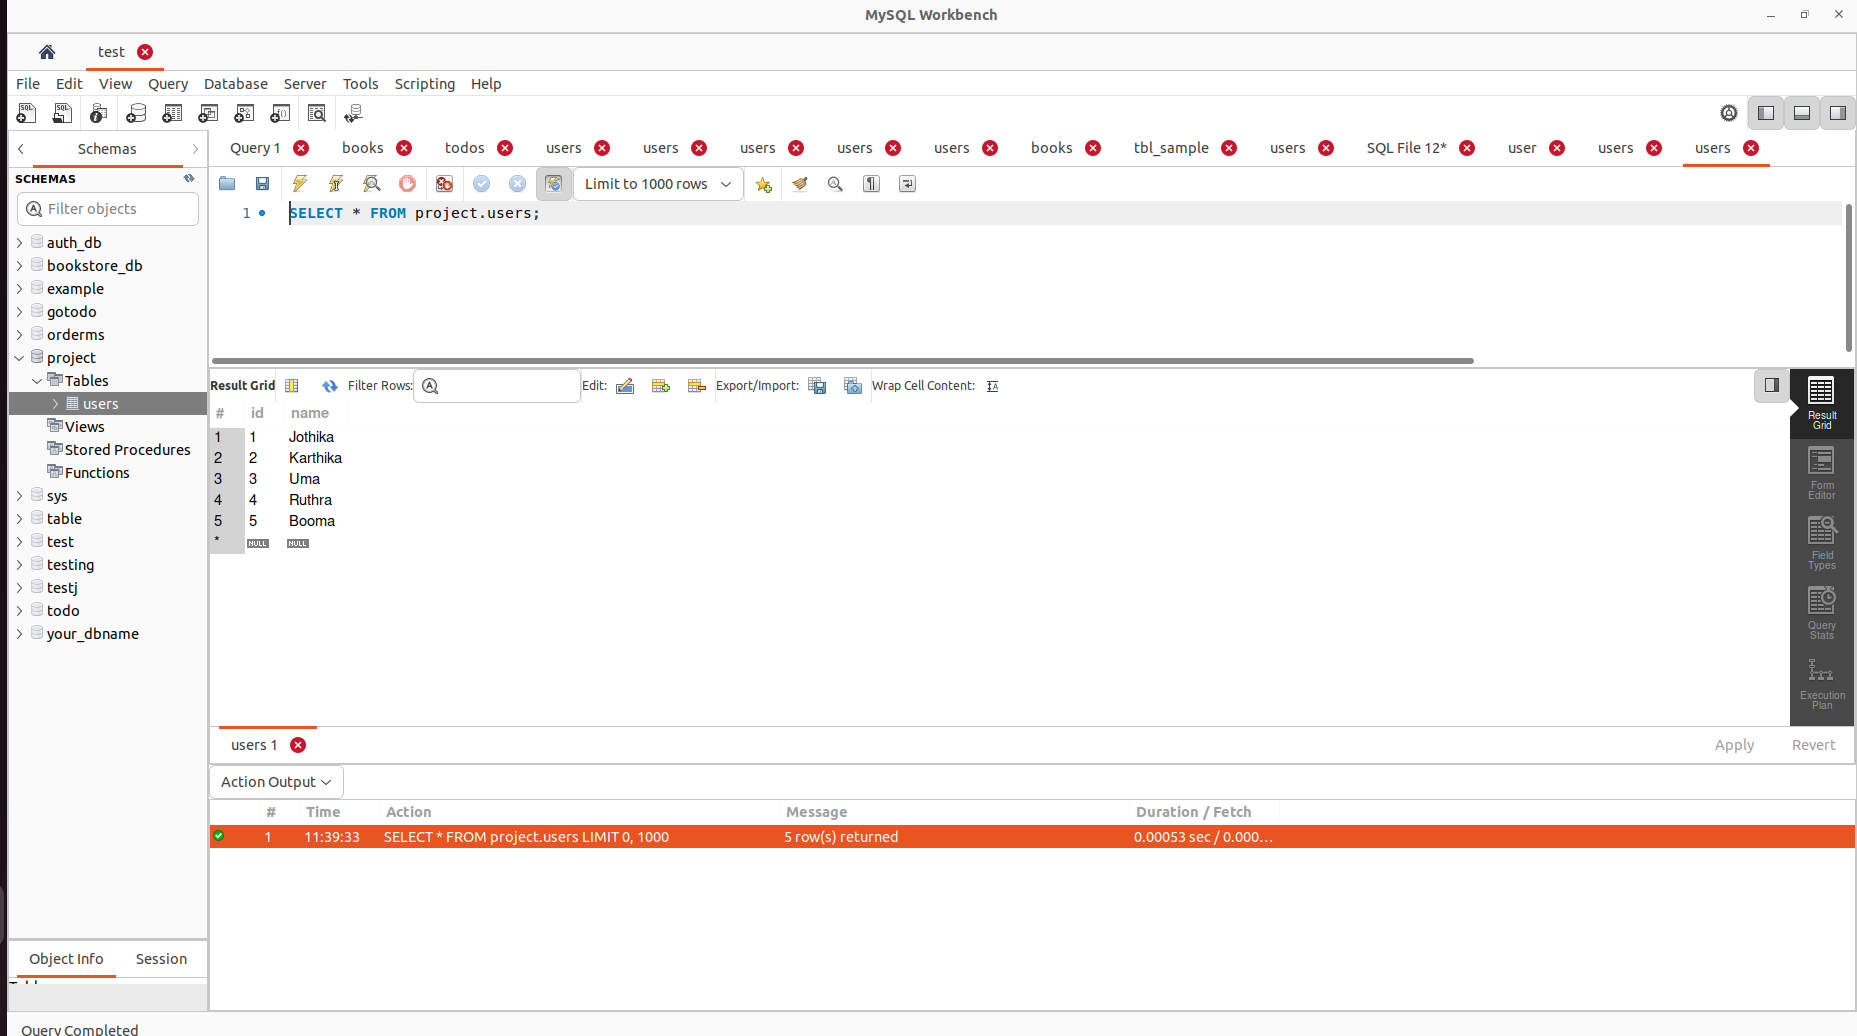 MySQL Workbench
test
File Edit View Query Database Server Tools Scripting Help
Schemas
Query 1 books todos users users users users users books tbl_sample users SQL File 12* user users users
SCHEMAS
Limit to 1000 rows
Filter objects
1 SELECT * FROM project.users;
auth_db
bookstore_db
example
gotodo
orderms
project
Tables
users
Views
Stored Procedures
Functions
sys
table
test
testing
testj
todo
your_dbname
Result Grid Filter Rows: Edit: Export/Import: Wrap Cell Content:
# id name
1 1 Jothika
2 2 Karthika
3 3 Uma
4 4 Ruthra
5 5 Booma
* NULL NULL
Result
Grid
Form
Editor
Field
Types
Query
Stats
Execution
Plan
users 1 Apply Revert
Action Output
# Time Action Message Duration / Fetch
1 11:39:33 SELECT * FROM project.users LIMIT 0, 1000 5 row(s) returned 0.00053 sec / 0.000...
Object Info Session
Query Completed